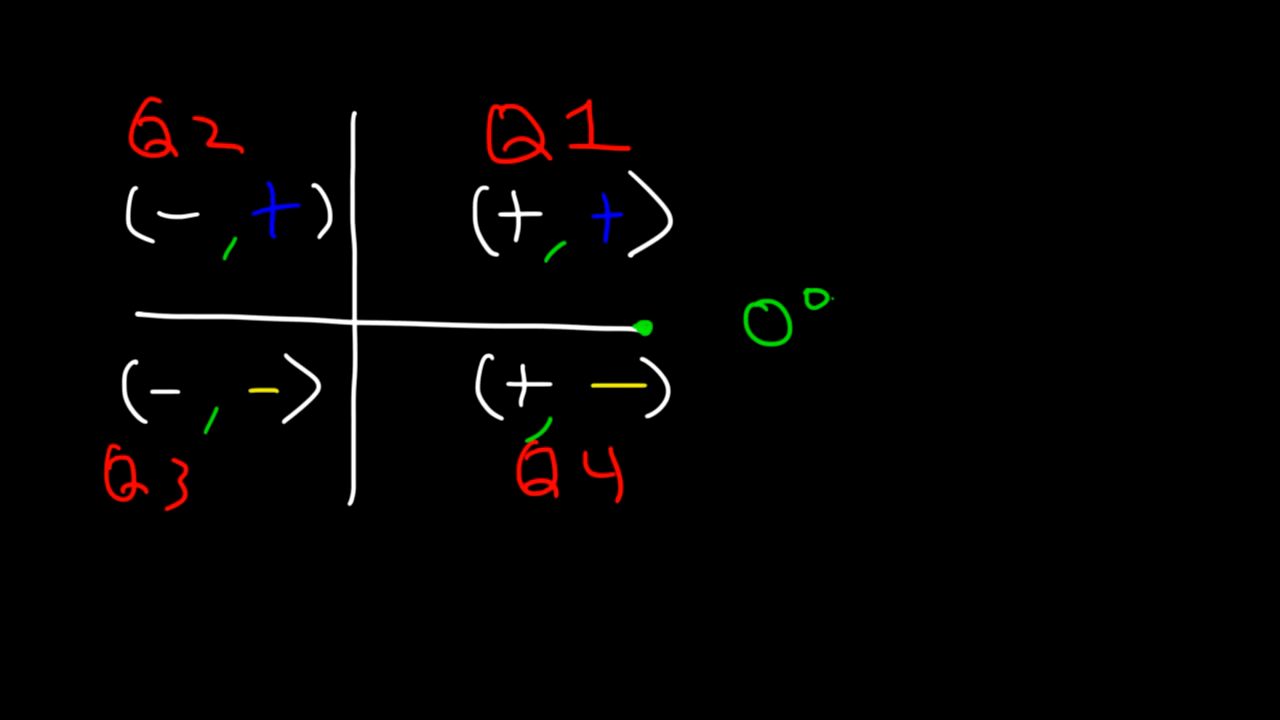 Q2 Q1
(-, +) (+, +)
0°
(-, -) (+, -)
Q3 Q4